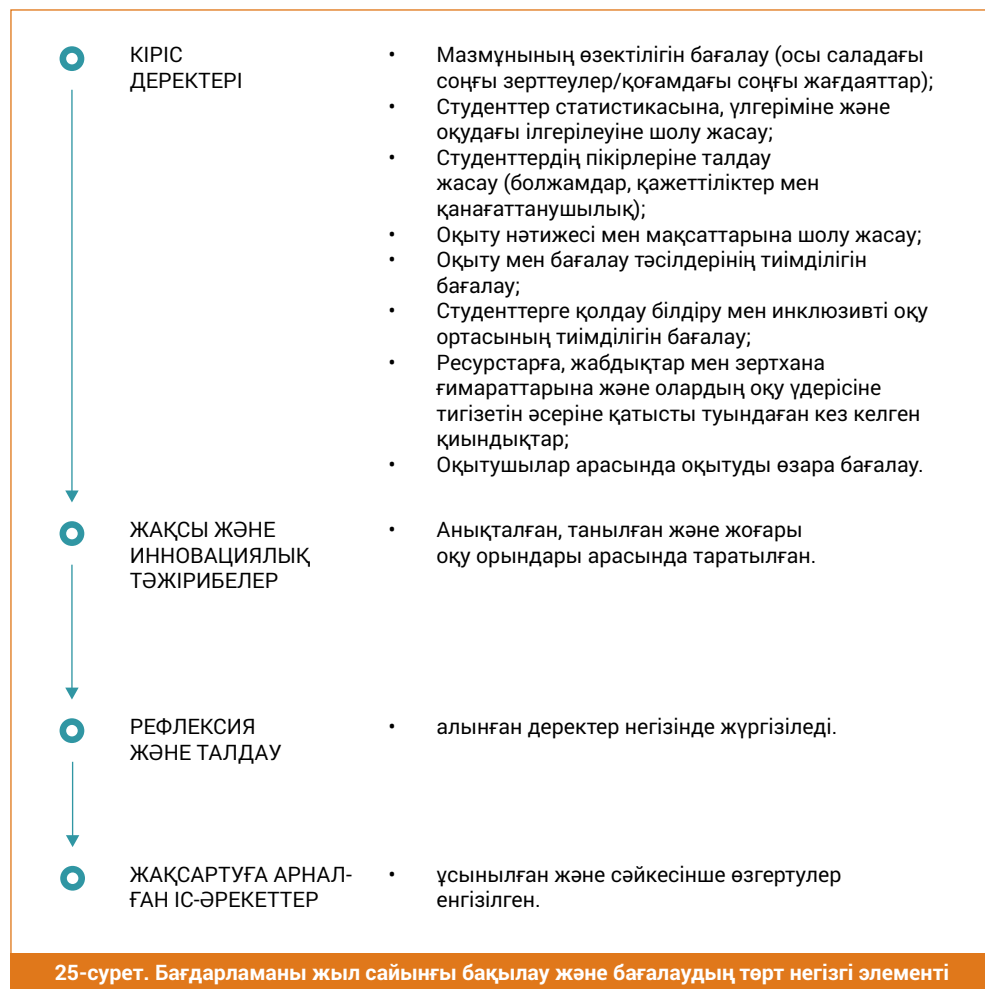 КІРІС
ДЕРЕКТЕРІ
• Мазмұнының өзектілігін бағалау (осы саладағы
соңғы зерттеулер/қоғамдағы соңғы жағдаяттар);
• Студенттер статистикасына, үлгеріміне және
оқудағы ілгерілеуіне шолу жасау;
• Студенттердің пікірлеріне талдау
жасау (болжамдар, қажеттіліктер мен
қанағаттанушылық);
• Оқыту нәтижесі мен мақсаттарына шолу жасау;
• Оқыту мен бағалау тәсілдерінің тиімділігін
бағалау;
• Студенттерге қолдау білдіру мен инклюзивті оқу
ортасының тиімділігін бағалау;
• Ресурстарға, жабдықтар мен зертхана
ғимараттарына және олардың оқу үдерісіне
тигізетін әсеріне қатысты туындаған кез келген
қиындықтар;
• Оқытушылар арасында оқытуды өзара бағалау.
ЖАҚСЫ ЖӘНЕ
ИННОВАЦИЯЛЫҚ
ТӘЖІРИБЕЛЕР
• Анықталған, танылған және жоғары
оқу орындары арасында таратылған.
РЕФЛЕКСИЯ
ЖӘНЕ ТАЛДАУ
• алынған деректер негізінде жүргізіледі.
ЖАҚСАРТУҒА АРНАЛ-
ҒАН ІС-ӘРЕКЕТТЕР
• ұсынылған және сәйкесінше өзгертулер
енгізілген.
25-сурет. Бағдарламаны жыл сайынғы бақылау және бағалаудың төрт негізгі элементі